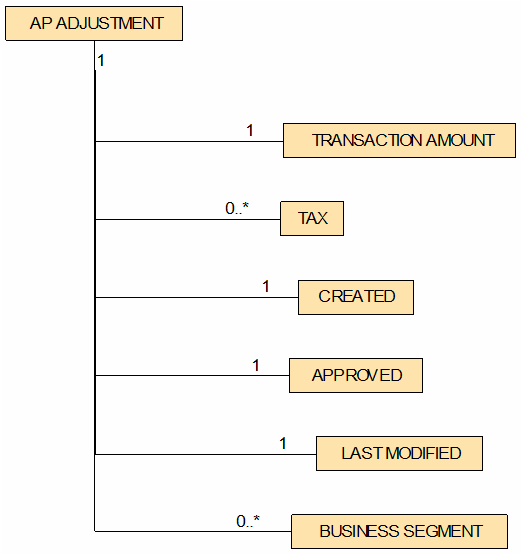 AP ADJUSTMENT
1
1
TRANSACTION AMOUNT
0..*
TAX
1
CREATED
1
APPROVED
1
LAST MODIFIED
0..*
BUSINESS SEGMENT